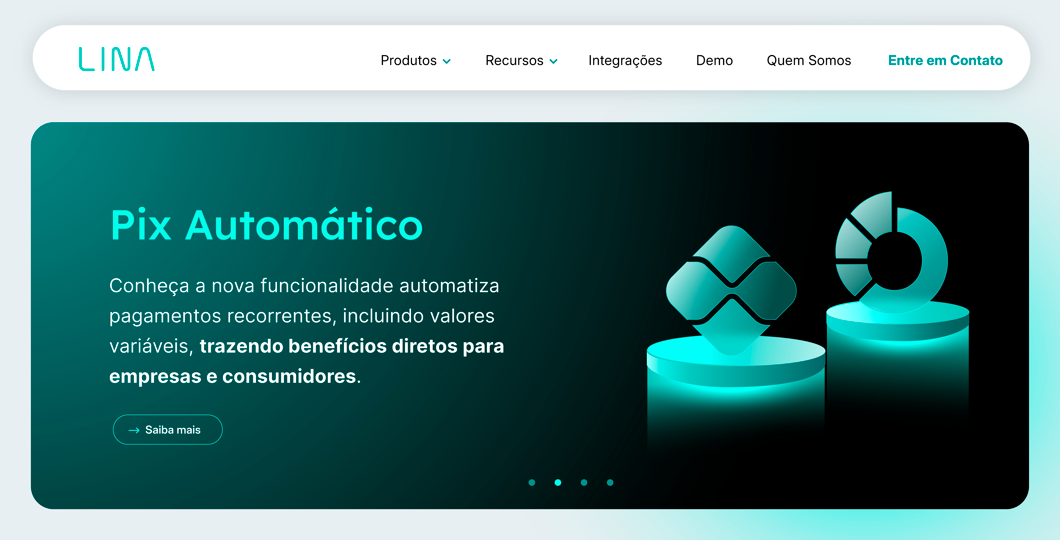 LINA
Produtos
Recursos
Integrações
Demo
Quem Somos
Entre em Contato
Pix Automático
Conheça a nova funcionalidade automatiza
pagamentos recorrentes, incluindo valores
variáveis, trazendo benefícios diretos para
empresas e consumidores.
→ Saiba mais